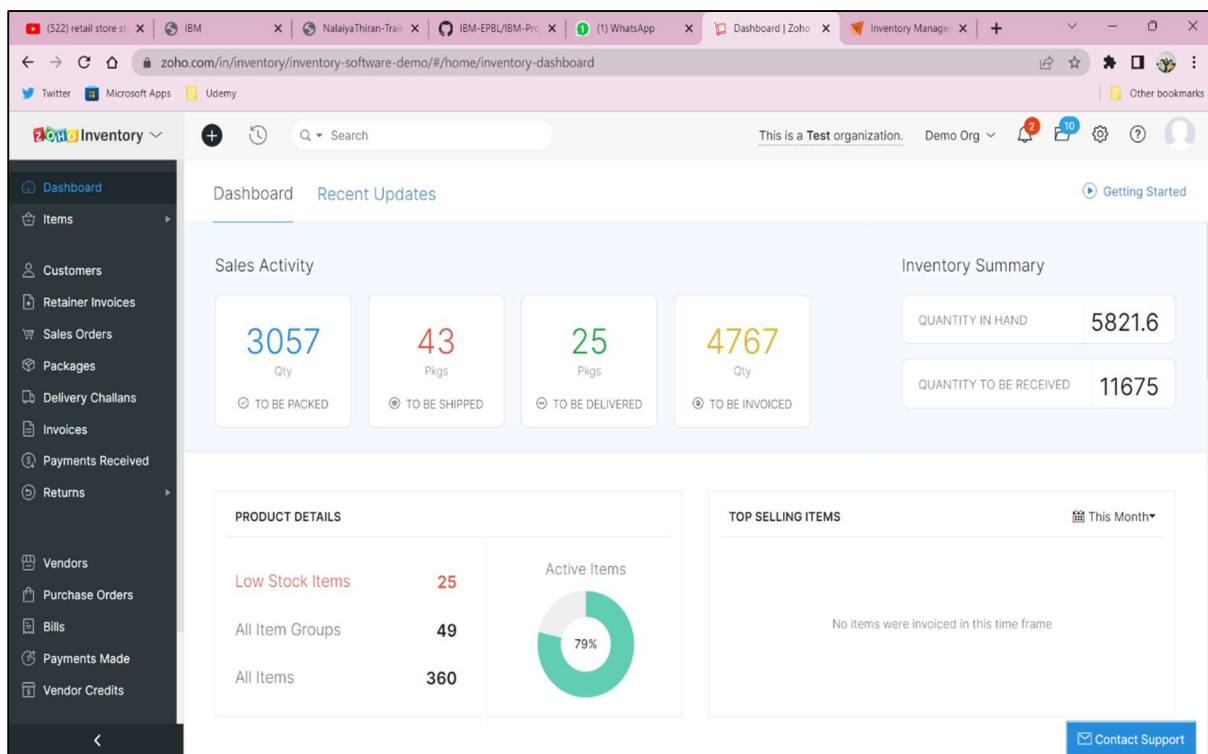 (522) retail store st
IBM
NalaiyaThiran-Trair
IBM-EPBL/IBM-Pro
(1) WhatsApp
Dashboard | Zoho
Inventory Manage
zoho.com/in/inventory/inventory-software-demo/#/home/inventory-dashboard
Twitter Microsoft Apps Udemy Other bookmarks
ZOHO Inventory Search This is a Test organization. Demo Org 2 10
Dashboard
Items
Customers
Retainer Invoices
Sales Orders
Packages
Delivery Challans
Invoices
Payments Received
Returns
Vendors
Purchase Orders
Bills
Payments Made
Vendor Credits
Dashboard Recent Updates Getting Started
Sales Activity
3057 43 25 4767
Qty Pkgs Pkgs Qty
TO BE PACKED TO BE SHIPPED TO BE DELIVERED TO BE INVOICED
Inventory Summary
QUANTITY IN HAND 5821.6
QUANTITY TO BE RECEIVED 11675
PRODUCT DETAILS
Low Stock Items 25
All Item Groups 49
All Items 360
Active Items
79%
TOP SELLING ITEMS This Month
No items were invoiced in this time frame
Contact Support